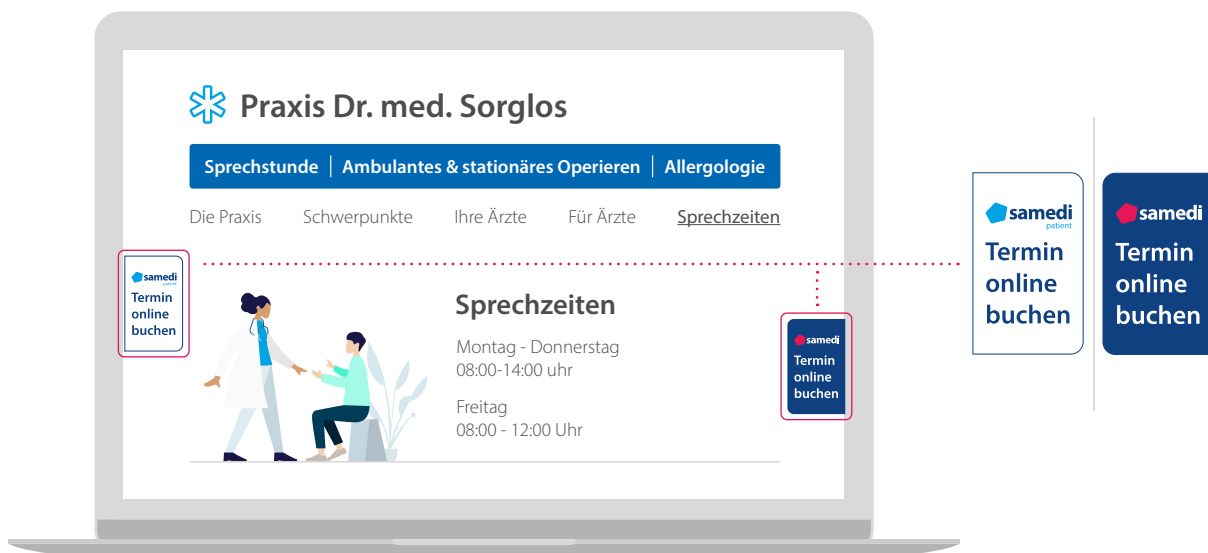 Praxis Dr. med. Sorglos
Sprechstunde | Ambulantes & stationäres Operieren | Allergologie
Die Praxis Schwerpunkte Ihre Ärzte Für Ärzte Sprechzeiten
samedi
patient
Termin
online
buchen
Sprechzeiten
Montag - Donnerstag
08:00-14:00 uhr
Freitag
08:00 - 12:00 Uhr
samedi
Termin
online
buchen
samedi
patient
Termin
online
buchen
samedi
Termin
online
buchen